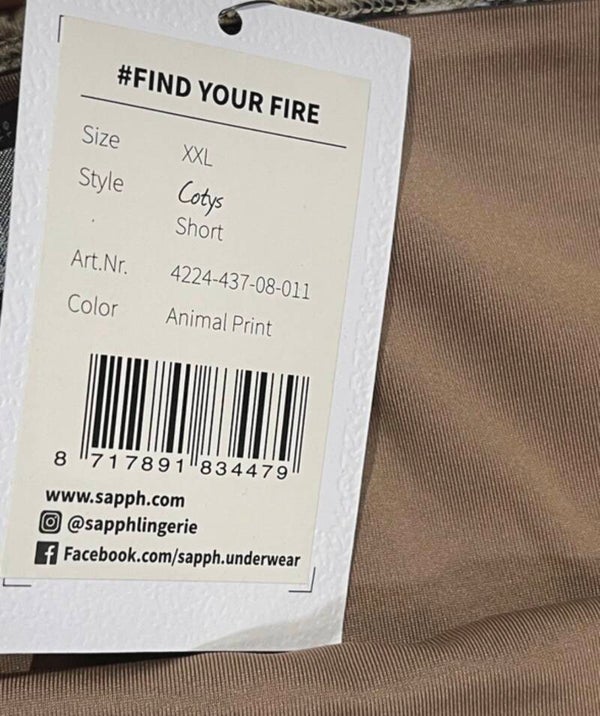 #FIND YOUR FIRE
Size XXL
Style Cotys
Short
Art.Nr. 4224-437-08-011
Color Animal Print
8 717891 834479
www.sapph.com
@sapphlingerie
Facebook.com/sapph.underwear